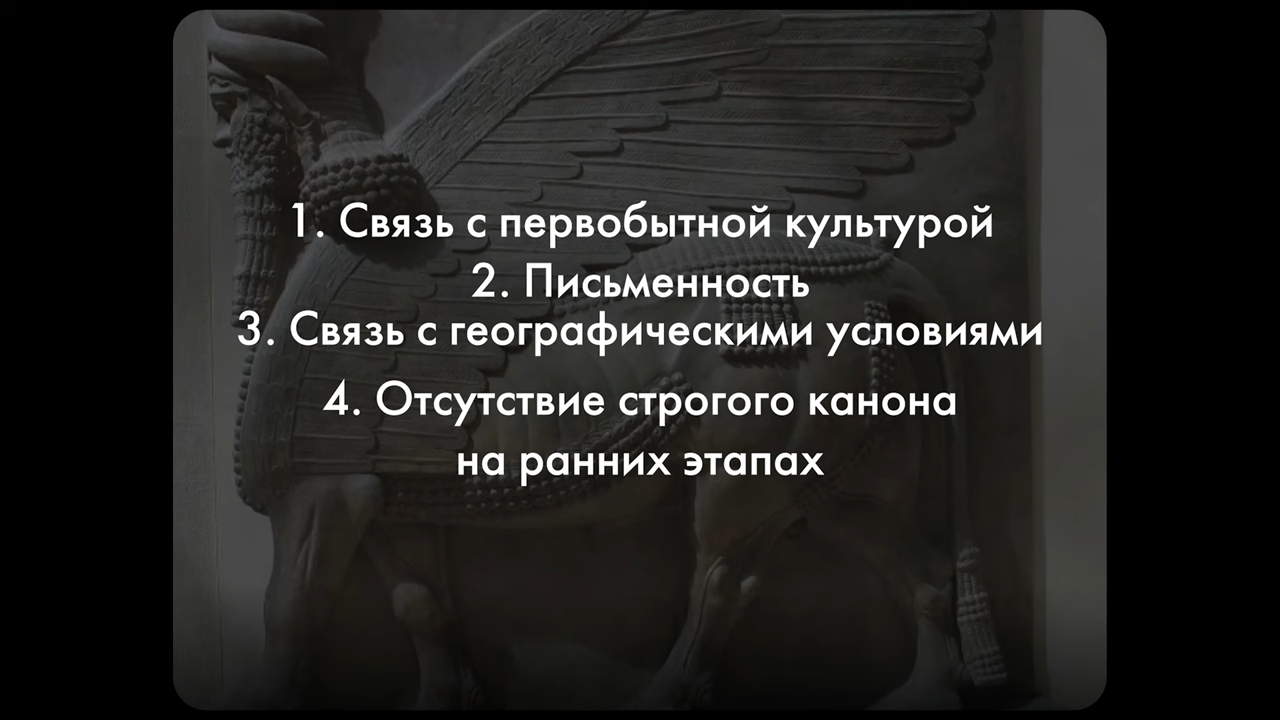 1. Связь с первобытной культурой
2. Письменность
3. Связь с географическими условиями
4. Отсутствие строгого канона
на ранних этапах